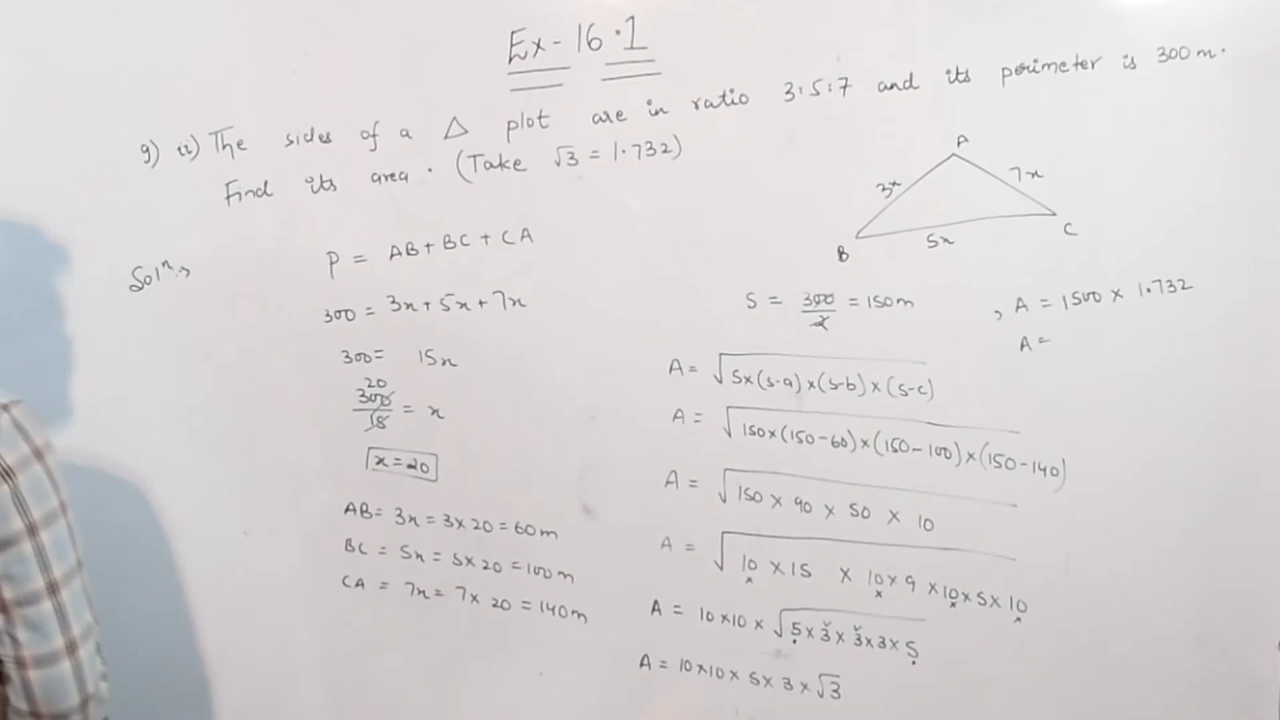 Ex-16.1
9) ii) The sides of a △ plot are in ratio 3:5:7 and its perimeter is 300m.
Find its area. (Take √3 = 1.732)
Solⁿ:→
P = AB + BC + CA
300 = 3x + 5x + 7x
300 = 15x
20
300/15 = x
x = 20
AB = 3x = 3×20 = 60m
BC = 5x = 5×20 = 100m
CA = 7x = 7×20 = 140m
A
3x
7x
B
5x
C
S = 300/2 = 150m
A = √S×(s-a)×(s-b)×(s-c)
A = √150×(150-60)×(150-100)×(150-140)
A = √150 × 90 × 50 × 10
A = √10 × 15 × 10 × 9 × 10 × 5 × 10
A = 10×10 × √5×3×3×3×5
A = 10×10× 5× 3 × √3
, A = 1500 × 1.732
A =